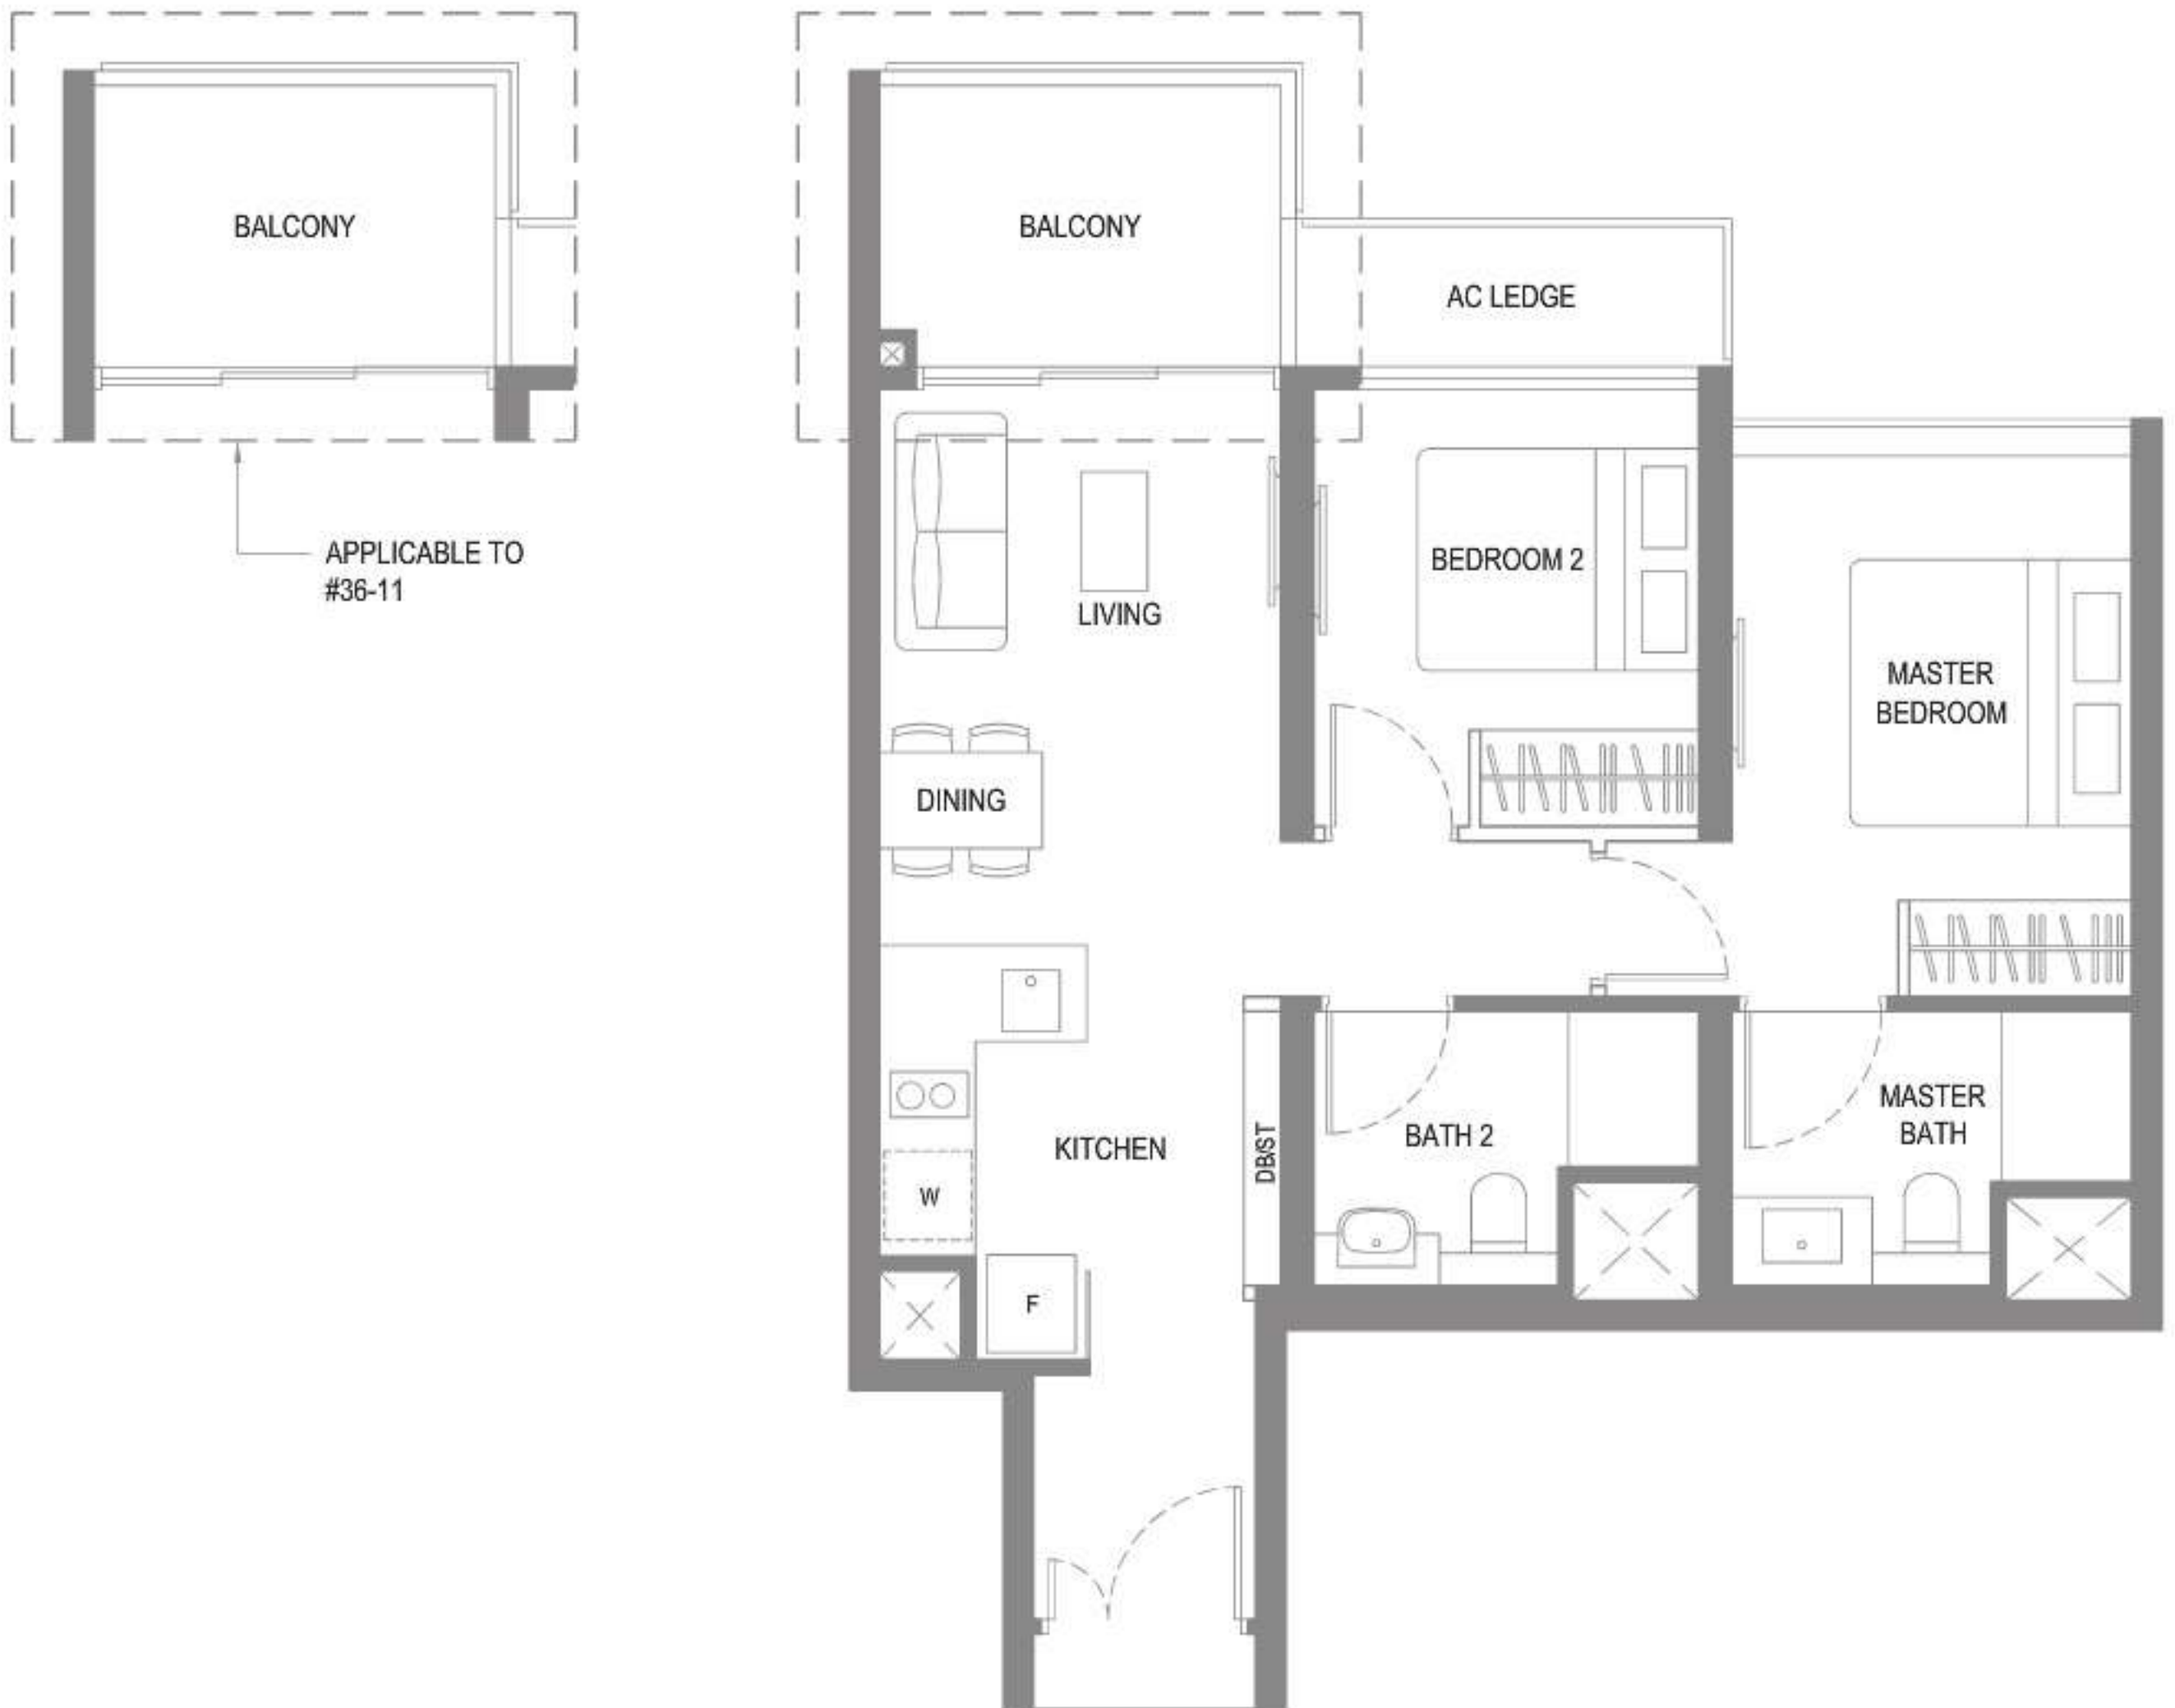 BALCONY
BALCONY
AC LEDGE
APPLICABLE TO
#36-11
BEDROOM 2
LIVING
MASTER
BEDROOM
DINING
MASTER
BATH
BATH 2
KITCHEN
DB/ST
W
F